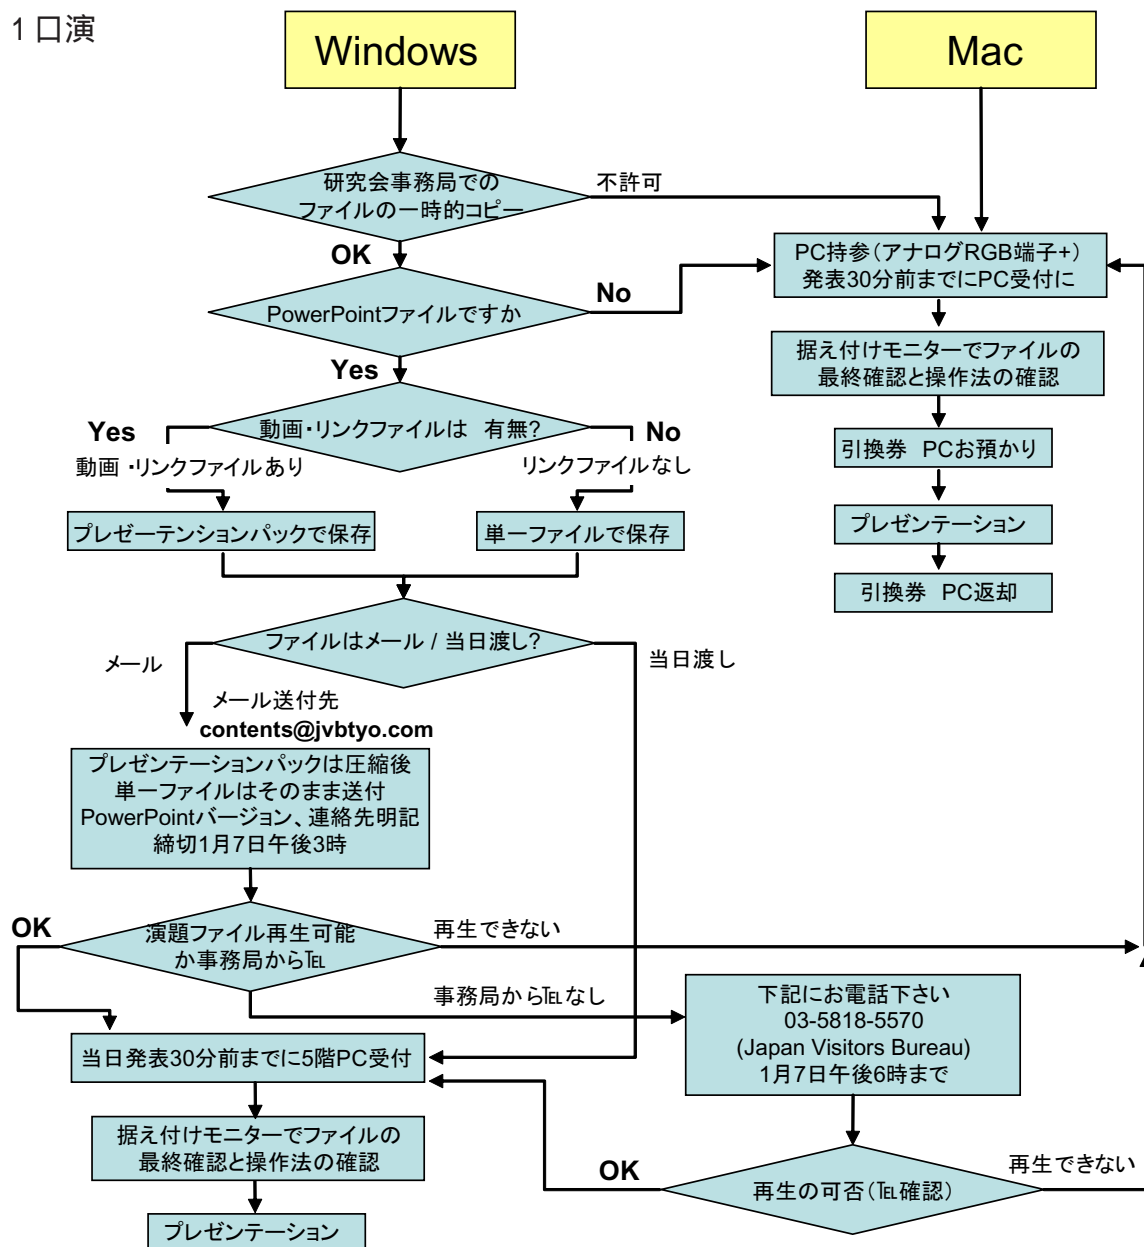 1 口演
Windows
Mac
研究会事務局での
ファイルの一時的コピー
不許可
OK
PC持参(アナログRGB端子+)
発表30分前までにPC受付に
PowerPointファイルですか
No
Yes
据え付けモニターでファイルの
最終確認と操作法の確認
動画・リンクファイルは 有無?
Yes
動画・リンクファイルあり
No
リンクファイルなし
引換券 PCお預かり
プレゼーテンションパックで保存
単一ファイルで保存
プレゼンテーション
引換券 PC返却
ファイルはメール / 当日渡し?
メール
当日渡し
メール送付先
contents@jvbtyo.com
プレゼンテーションパックは圧縮後
単一ファイルはそのまま送付
PowerPointバージョン、連絡先明記
締切1月7日午後3時
OK
演題ファイル再生可能
か事務局から℡
再生できない
事務局から℡なし
下記にお電話下さい
03-5818-5570
(Japan Visitors Bureau)
1月7日午後6時まで
当日発表30分前までに5階PC受付
据え付けモニターでファイルの
最終確認と操作法の確認
OK
再生の可否(℡確認)
再生できない
プレゼンテーション